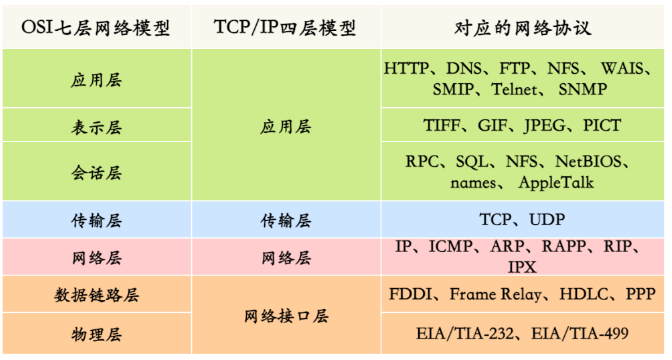 OSI七层网络模型 TCP/IP四层模型 对应的网络协议
应用层 HTTP、DNS、FTP、NFS、 WAIS、
SMIP、Telnet、 SNMP
表示层 应用层 TIFF、GIF、JPEG、PICT
会话层 RPC、SQL、NFS、NetBIOS、
names、 AppleTalk
传输层 传输层 TCP、UDP
网络层 网络层 IP、ICMP、ARP、RAPP、RIP、
IPX
数据链路层 网络接口层 FDDI、Frame Relay、HDLC、PPP
物理层 EIA/TIA-232、EIA/TIA-499